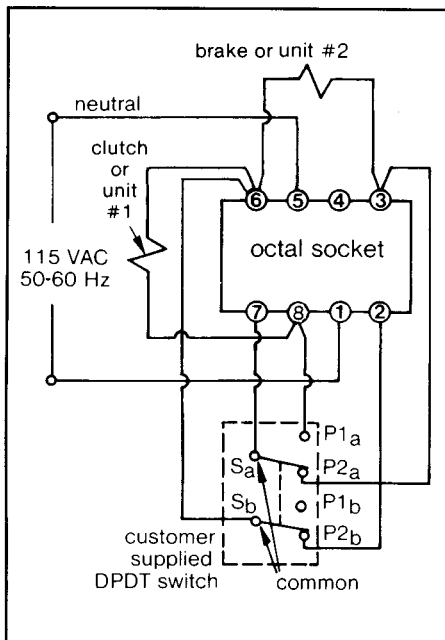 brake or unit #2
neutral
clutch
or
unit
#1
115 VAC
50-60 Hz
6 5 4 3
octal socket
7 8 1 2
P1a
Sa
P2a
Sb
P1b
P2b
customer
supplied
DPDT switch
common